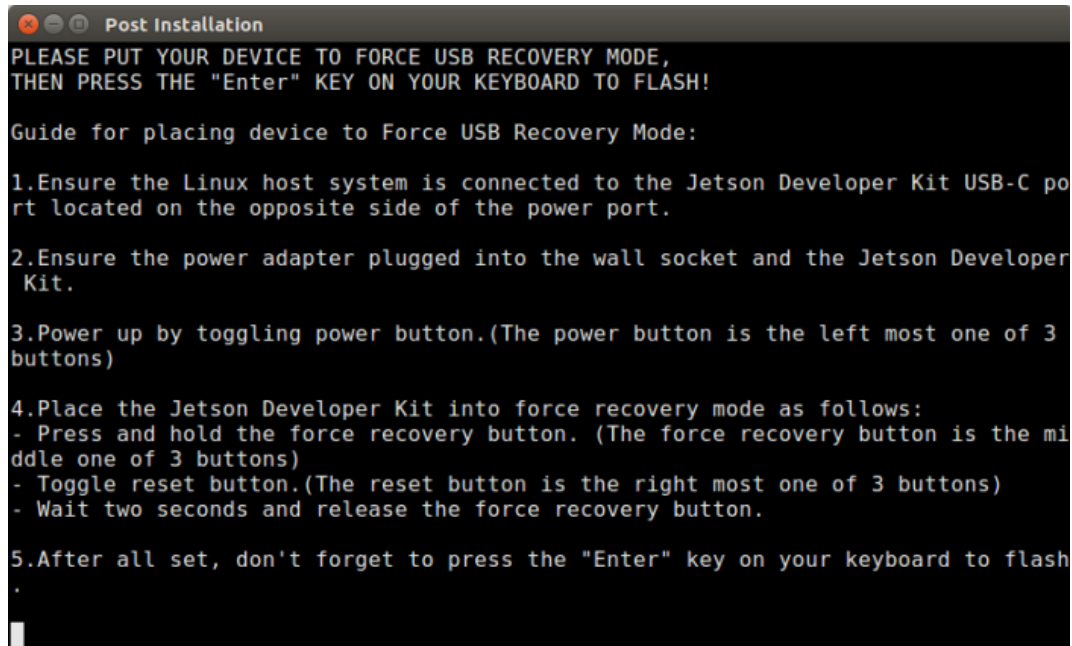 Post Installation
PLEASE PUT YOUR DEVICE TO FORCE USB RECOVERY MODE,
THEN PRESS THE "Enter" KEY ON YOUR KEYBOARD TO FLASH!
Guide for placing device to Force USB Recovery Mode:
1.Ensure the Linux host system is connected to the Jetson Developer Kit USB-C po
rt located on the opposite side of the power port.
2.Ensure the power adapter plugged into the wall socket and the Jetson Developer
 Kit.
3.Power up by toggling power button.(The power button is the left most one of 3
buttons)
4.Place the Jetson Developer Kit into force recovery mode as follows:
- Press and hold the force recovery button. (The force recovery button is the mi
ddle one of 3 buttons)
- Toggle reset button.(The reset button is the right most one of 3 buttons)
- Wait two seconds and release the force recovery button.
5.After all set, don't forget to press the "Enter" key on your keyboard to flash
.